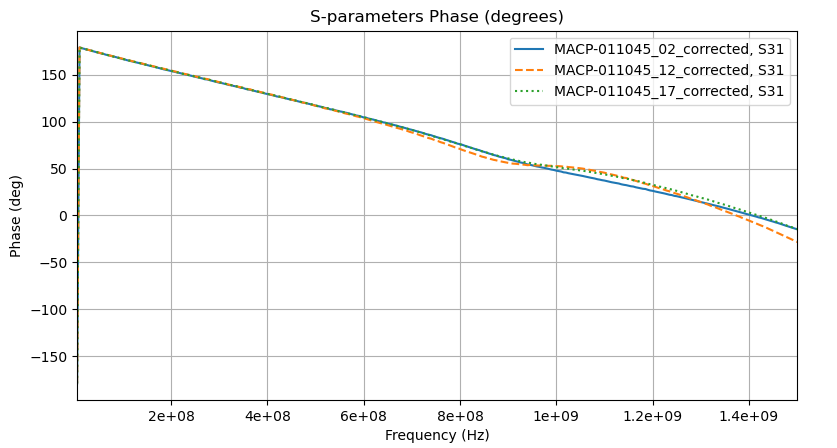 S-parameters Phase (degrees)
MACP-011045_02_corrected, S31
MACP-011045_12_corrected, S31
MACP-011045_17_corrected, S31
Phase (deg)
150
100
50
0
−50
−100
−150
2e+08
4e+08
6e+08
8e+08
1e+09
1.2e+09
1.4e+09
Frequency (Hz)